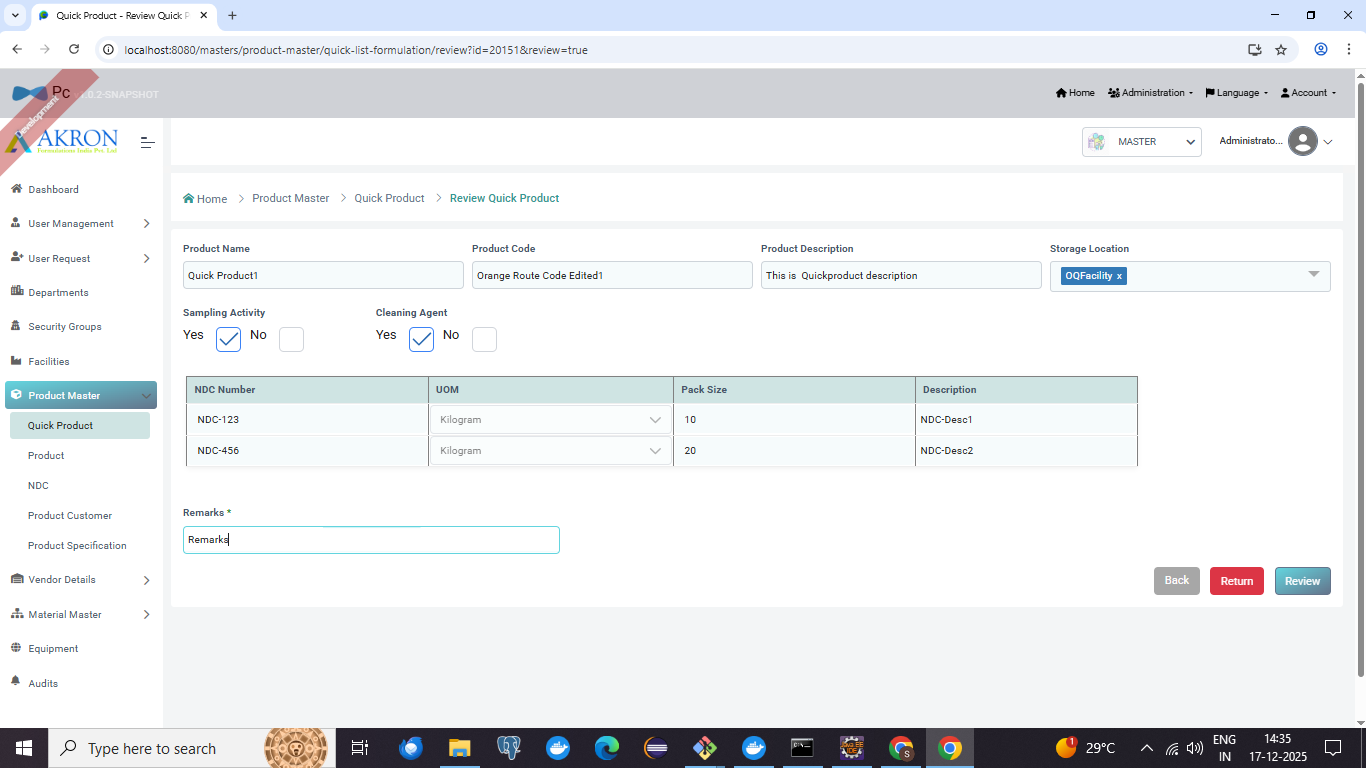 Quick Product - Review Quick P
localhost:8080/masters/product-master/quick-list-formulation/review?id=20151&review=true
Pc v1.0.2-SNAPSHOT
Development
Home
Administration
Language
Account
AKRON
Formulations India Pvt Ltd
MASTER
Administrato...
Dashboard
User Management
User Request
Departments
Security Groups
Facilities
Product Master
Quick Product
Product
NDC
Product Customer
Product Specification
Vendor Details
Material Master
Equipment
Audits
Home > Product Master > Quick Product > Review Quick Product
Product Name
Quick Product1
Product Code
Orange Route Code Edited1
Product Description
This is Quickproduct description
Storage Location
OQFacility x
Sampling Activity
Yes No
Cleaning Agent
Yes No
NDC Number UOM Pack Size Description
NDC-123 Kilogram 10 NDC-Desc1
NDC-456 Kilogram 20 NDC-Desc2
Remarks *
Remarks
Back Return Review
Type here to search
1
29°C
ENG
IN
14:35
17-12-2025